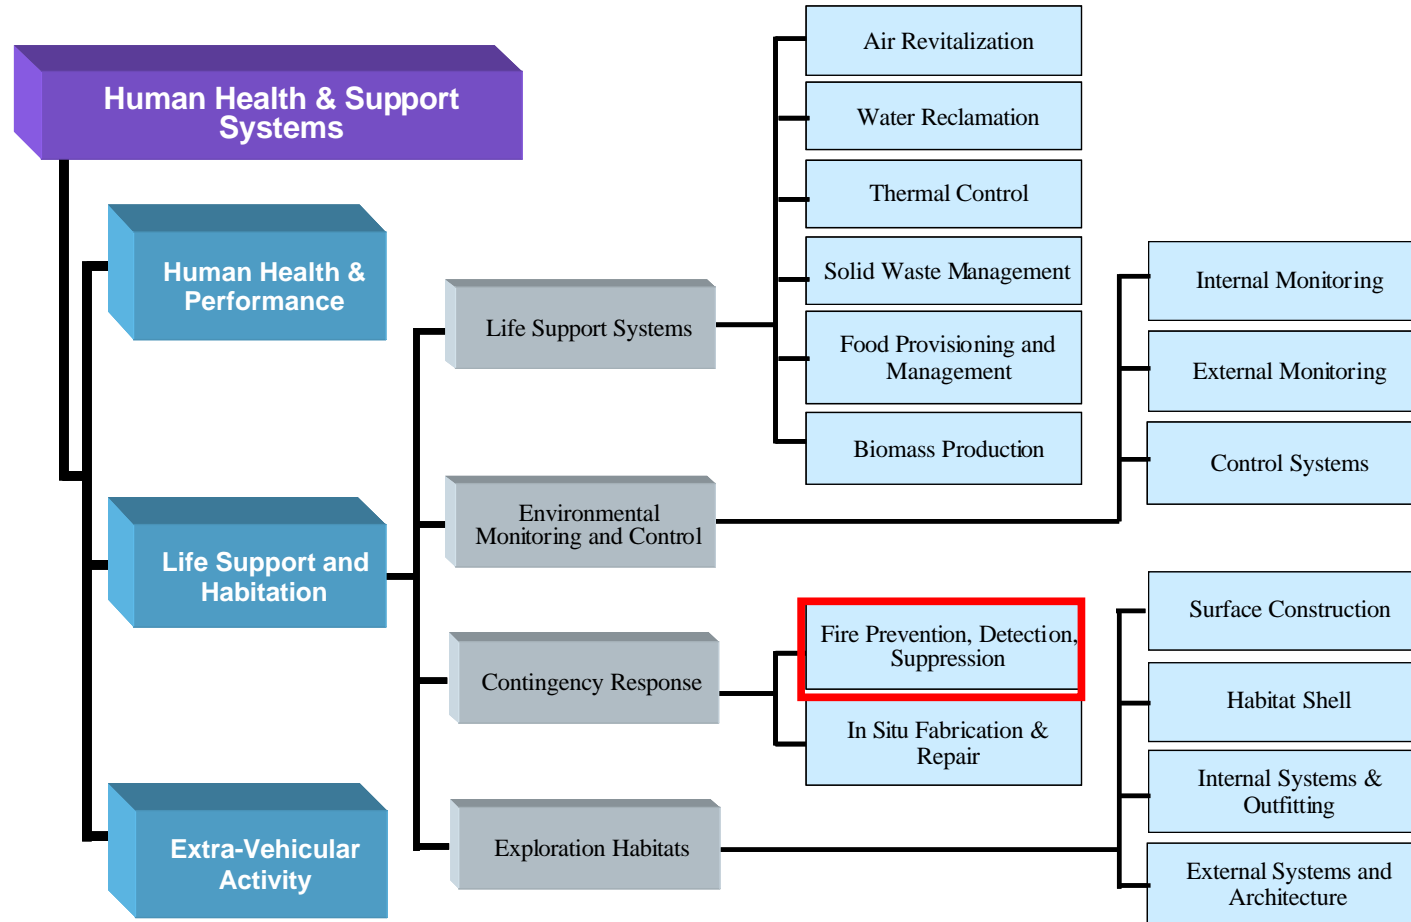 Human Health & Support
Systems
Human Health &
Performance
Life Support and
Habitation
Extra-Vehicular
Activity
Life Support Systems
Environmental
Monitoring and Control
Contingency Response
Exploration Habitats
Air Revitalization
Water Reclamation
Thermal Control
Solid Waste Management
Food Provisioning and
Management
Biomass Production
Fire Prevention, Detection,
Suppression
In Situ Fabrication &
Repair
Internal Monitoring
External Monitoring
Control Systems
Surface Construction
Habitat Shell
Internal Systems &
Outfitting
External Systems and
Architecture